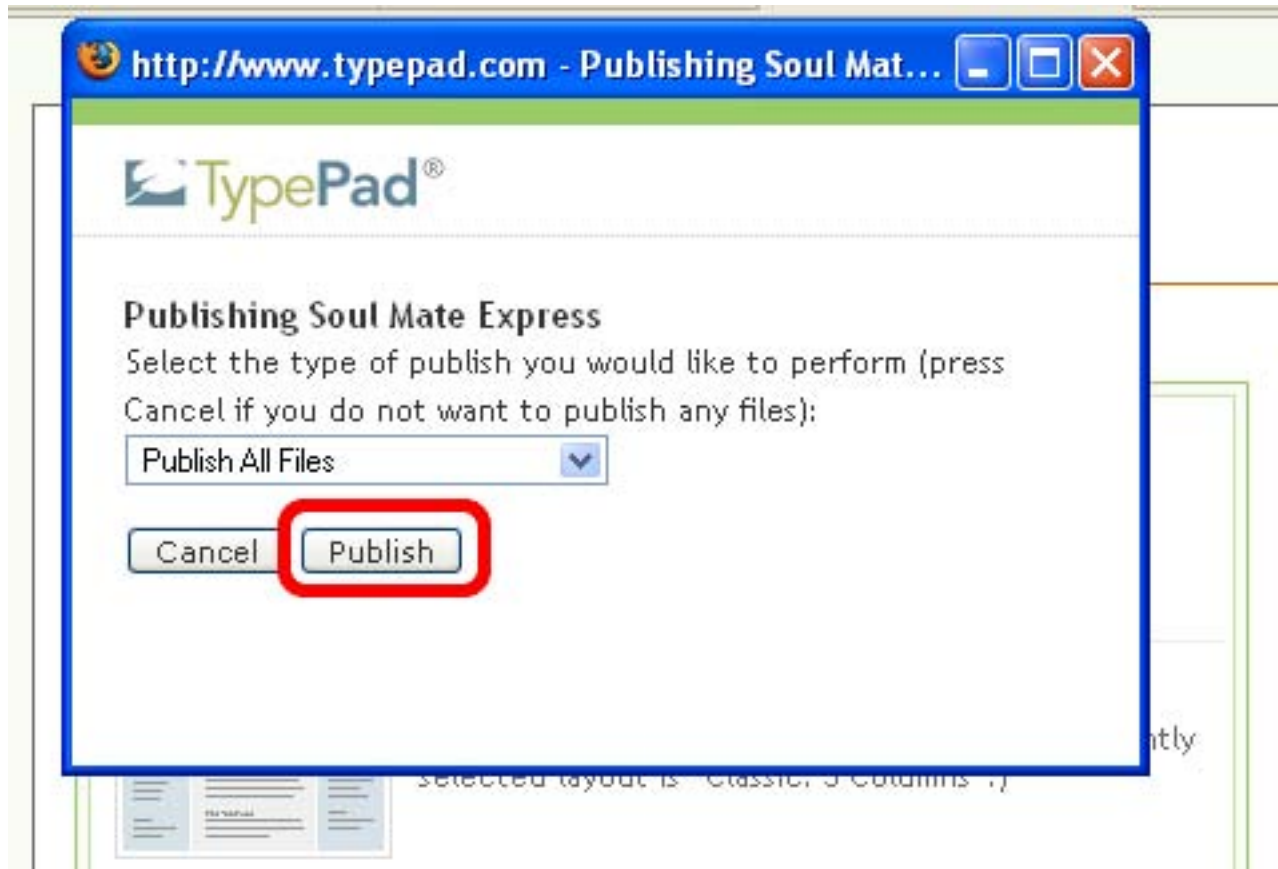 http://www.typepad.com - Publishing Soul Mat...
TypePad®
Publishing Soul Mate Express
Select the type of publish you would like to perform (press
Cancel if you do not want to publish any files):
Publish All Files
Cancel Publish
ntly
selected layout is "Classic: 3 Columns".)